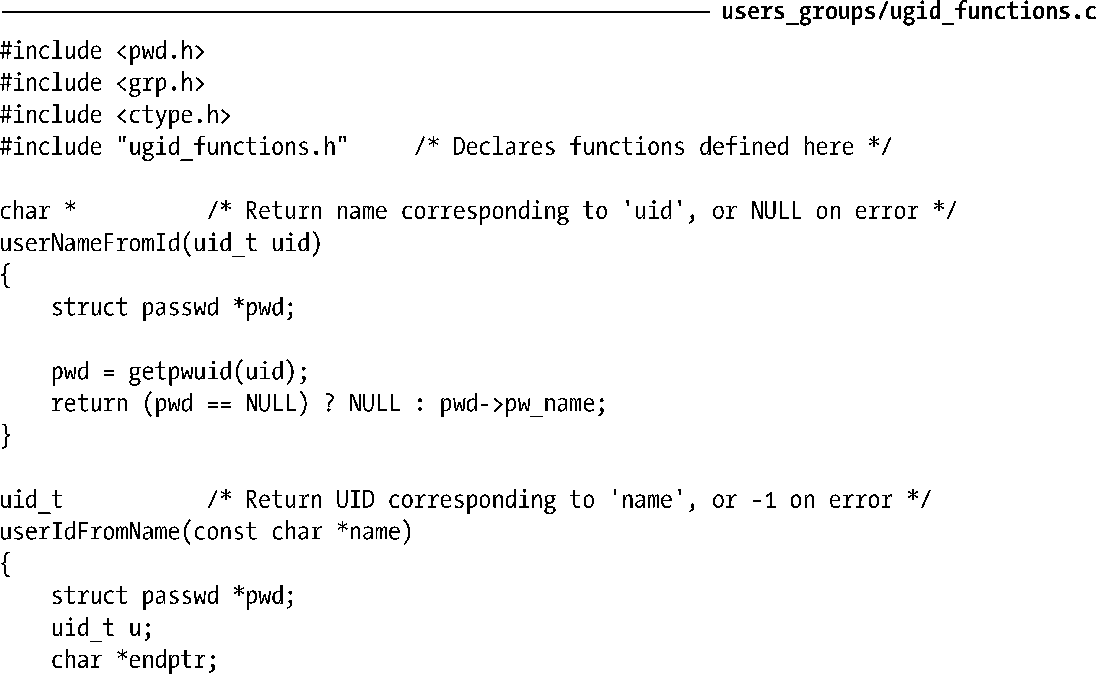 users_groups/ugid_functions.c
#include <pwd.h>
#include <grp.h>
#include <ctype.h>
#include "ugid_functions.h"     /* Declares functions defined here */

char *          /* Return name corresponding to 'uid', or NULL on error */
userNameFromId(uid_t uid)
{
    struct passwd *pwd;

    pwd = getpwuid(uid);
    return (pwd == NULL) ? NULL : pwd->pw_name;
}

uid_t           /* Return UID corresponding to 'name', or -1 on error */
userIdFromName(const char *name)
{
    struct passwd *pwd;
    uid_t u;
    char *endptr;